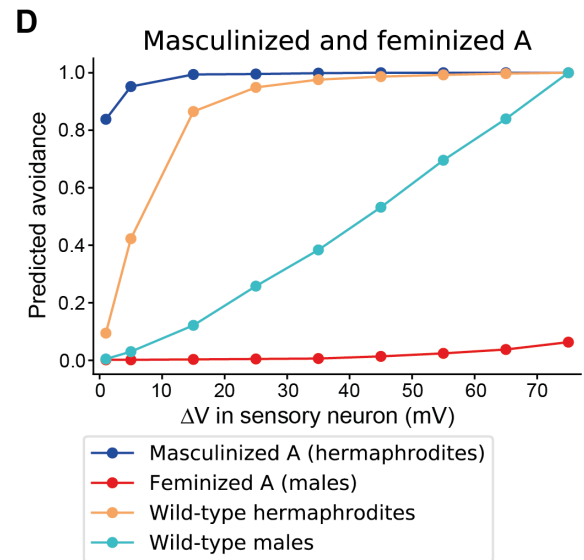 D
Masculinized and feminized A
Predicted avoidance
1.0
0.8
0.6
0.4
0.2
0.0
0 10 20 30 40 50 60 70
ΔV in sensory neuron (mV)
Masculinized A (hermaphrodites)
Feminized A (males)
Wild-type hermaphrodites
Wild-type males